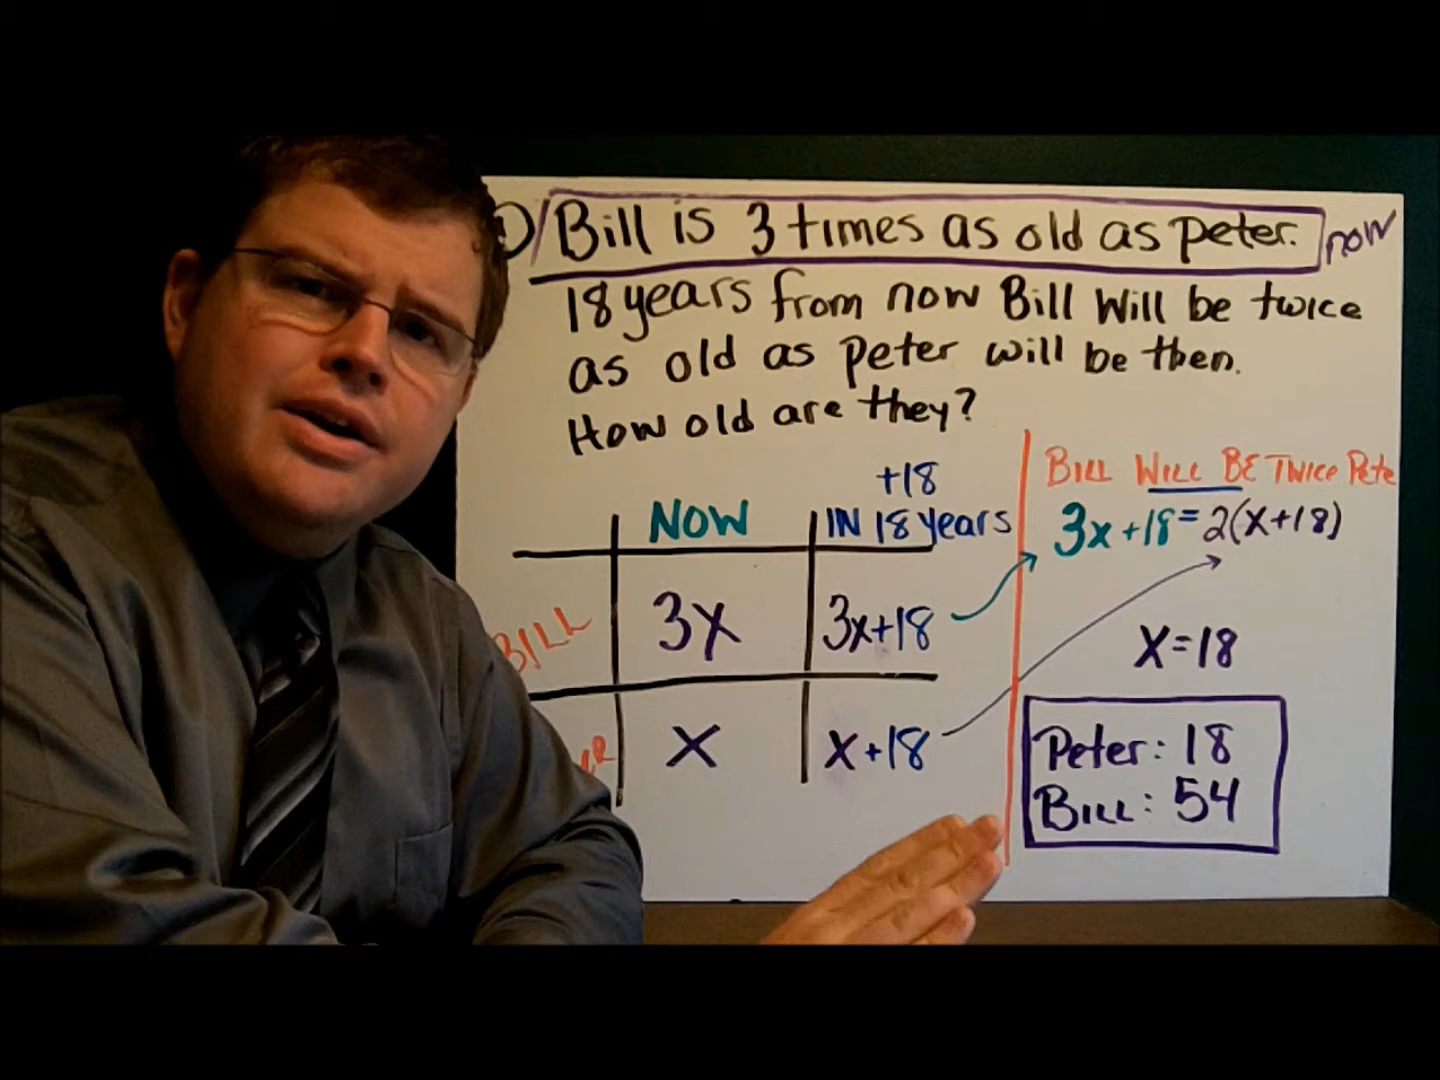 Bill is 3 times as old as peter. now
18 years from now Bill Will be twice
as old as peter will be then.
How old are they?
+18
NOW IN 18 years
BILL 3x 3x+18
x x+18
BILL WILL BE TWICE Pete
3x+18=2(x+18)
X=18
Peter: 18
BILL: 54